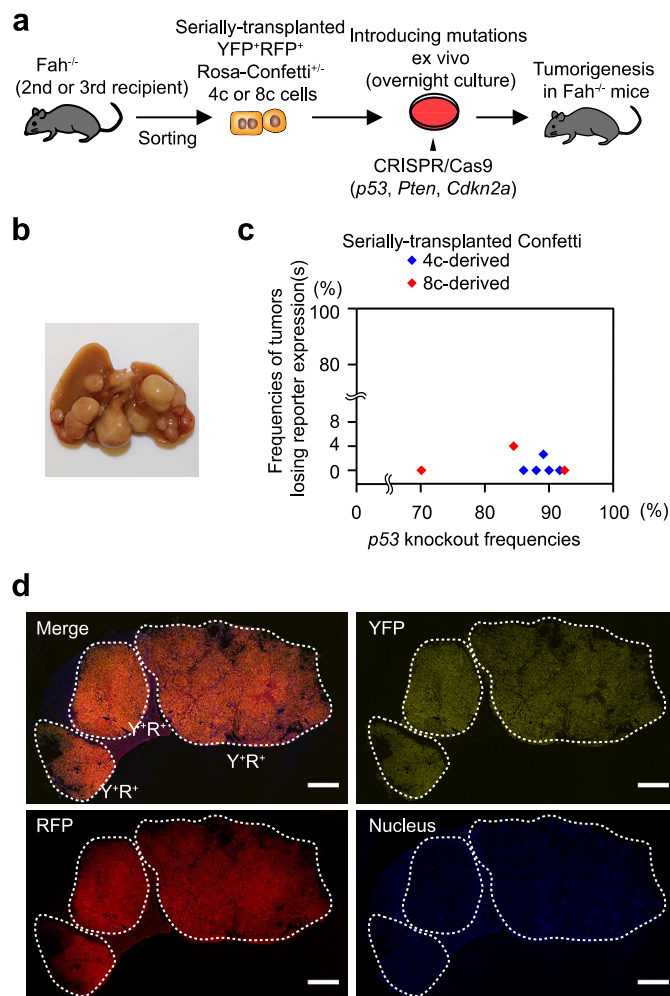 a
Fah-/-
(2nd or 3rd recipient)
Sorting
Serially-transplanted
YFP+RFP+
Rosa-Confetti+/-
4c or 8c cells
Introducing mutations
ex vivo
(overnight culture)
CRISPR/Cas9
(p53, Pten, Cdkn2a)
Tumorigenesis
in Fah-/- mice
b
c
Serially-transplanted Confetti
4c-derived
8c-derived
Frequencies of tumors
losing reporter expression(s)
(%)
100
80
8
4
0
0 70 80 90 100 (%)
p53 knockout frequencies
d
Merge
Y+R+
Y+R+
Y+R+
YFP
RFP
Nucleus